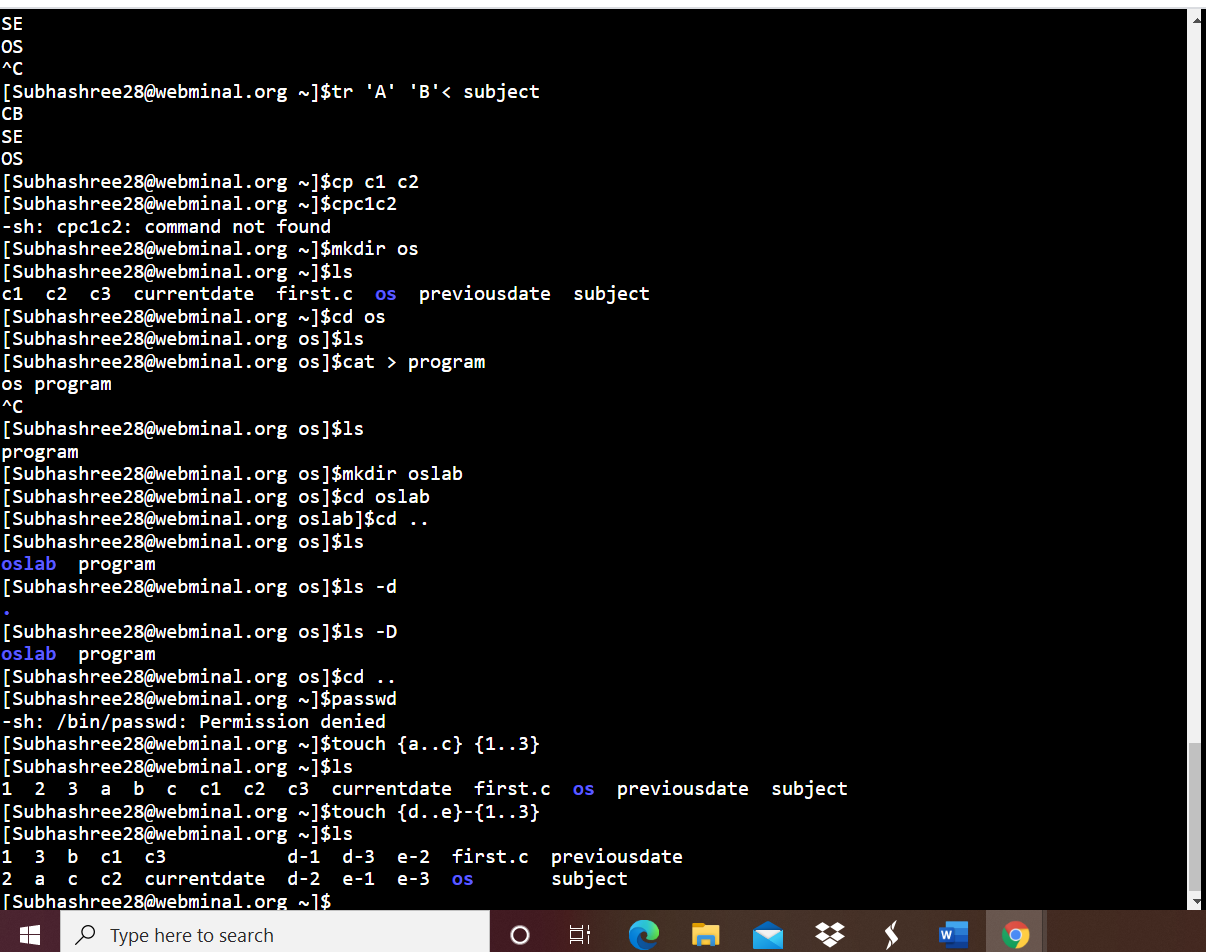 SE
OS
^C
[Subhashree28@webminal.org ~]$tr 'A' 'B'< subject
CB
SE
OS
[Subhashree28@webminal.org ~]$cp c1 c2
[Subhashree28@webminal.org ~]$cpc1c2
-sh: cpc1c2: command not found
[Subhashree28@webminal.org ~]$mkdir os
[Subhashree28@webminal.org ~]$ls
c1  c2  c3  currentdate  first.c  os  previousdate  subject
[Subhashree28@webminal.org ~]$cd os
[Subhashree28@webminal.org os]$ls
[Subhashree28@webminal.org os]$cat > program
os program
^C
[Subhashree28@webminal.org os]$ls
program
[Subhashree28@webminal.org os]$mkdir oslab
[Subhashree28@webminal.org os]$cd oslab
[Subhashree28@webminal.org oslab]$cd ..
[Subhashree28@webminal.org os]$ls
oslab  program
[Subhashree28@webminal.org os]$ls -d
.
[Subhashree28@webminal.org os]$ls -D
oslab  program
[Subhashree28@webminal.org os]$cd ..
[Subhashree28@webminal.org ~]$passwd
-sh: /bin/passwd: Permission denied
[Subhashree28@webminal.org ~]$touch {a..c} {1..3}
[Subhashree28@webminal.org ~]$ls
1  2  3  a  b  c  c1  c2  c3  currentdate  first.c  os  previousdate  subject
[Subhashree28@webminal.org ~]$touch {d..e}-{1..3}
[Subhashree28@webminal.org ~]$ls
1  3  b  c1  c3           d-1  d-3  e-2  first.c  previousdate
2  a  c  c2  currentdate  d-2  e-1  e-3  os       subject
[Subhashree28@webminal.org ~]$
Type here to search